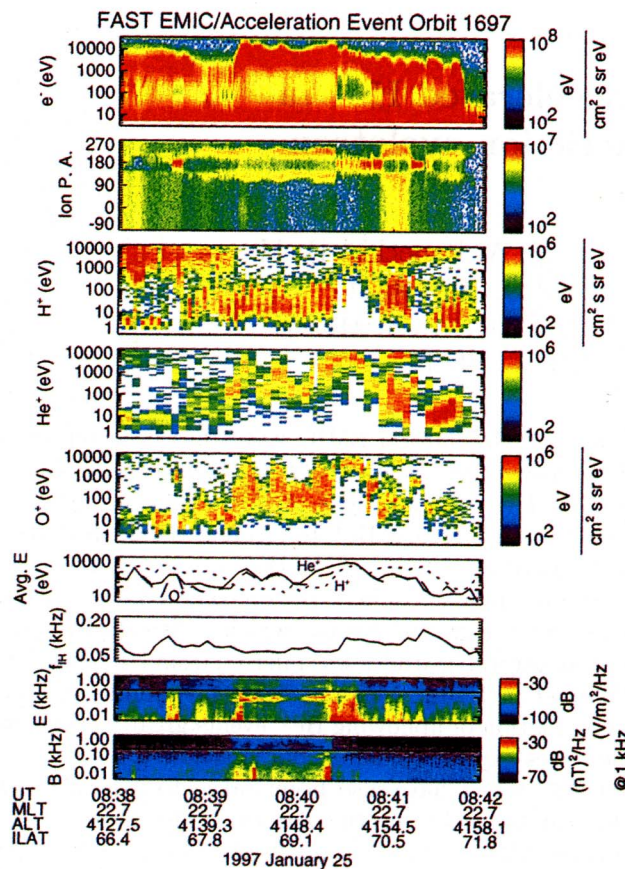 FAST EMIC/Acceleration Event Orbit 1697
e⁻ (eV)
10000
1000
100
10
10⁸
10²
eV
cm² s sr eV
Ion P. A.
270
180
90
0
-90
10⁷
10²
H⁺ (eV)
10000
1000
100
10
1
10⁶
10²
eV
cm² s sr eV
He⁺ (eV)
10000
1000
100
10
1
10⁶
10²
O⁺ (eV)
10000
1000
100
10
1
10⁶
10²
eV
cm² s sr eV
Avg. E (eV)
10000
10
He⁺
H⁺
O⁺
fₗH (kHz)
0.20
0.05
E (kHz)
1.00
0.10
0.01
-30
-100
dB
(V/m)²/Hz
B (kHz)
1.00
0.10
0.01
-30
-70
dB
(nT)²/Hz
@1 kHz
UT 08:38 08:39 08:40 08:41 08:42
MLT 22.7 22.7 22.7 22.7 22.7
ALT 4127.5 4139.3 4148.4 4154.5 4158.1
ILAT 66.4 67.8 69.1 70.5 71.8
1997 January 25